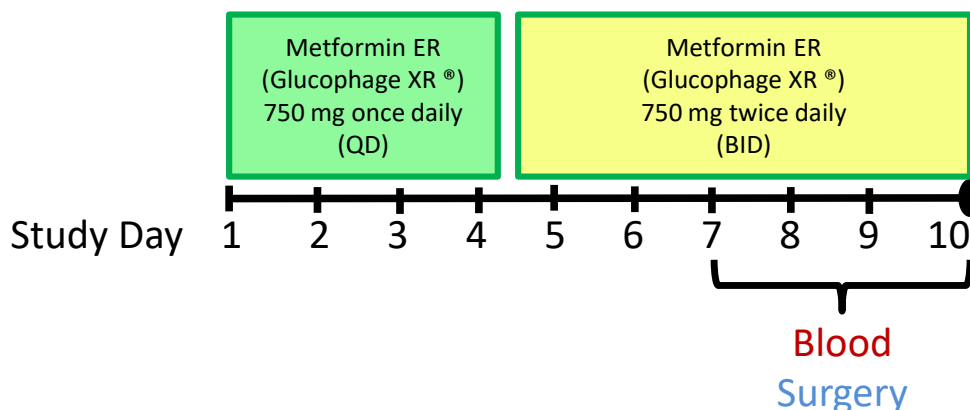 Metformin ER
(Glucophage XR ®)
750 mg once daily
(QD)
Metformin ER
(Glucophage XR ®)
750 mg twice daily
(BID)
Study Day 1 2 3 4 5 6 7 8 9 10
Blood
Surgery